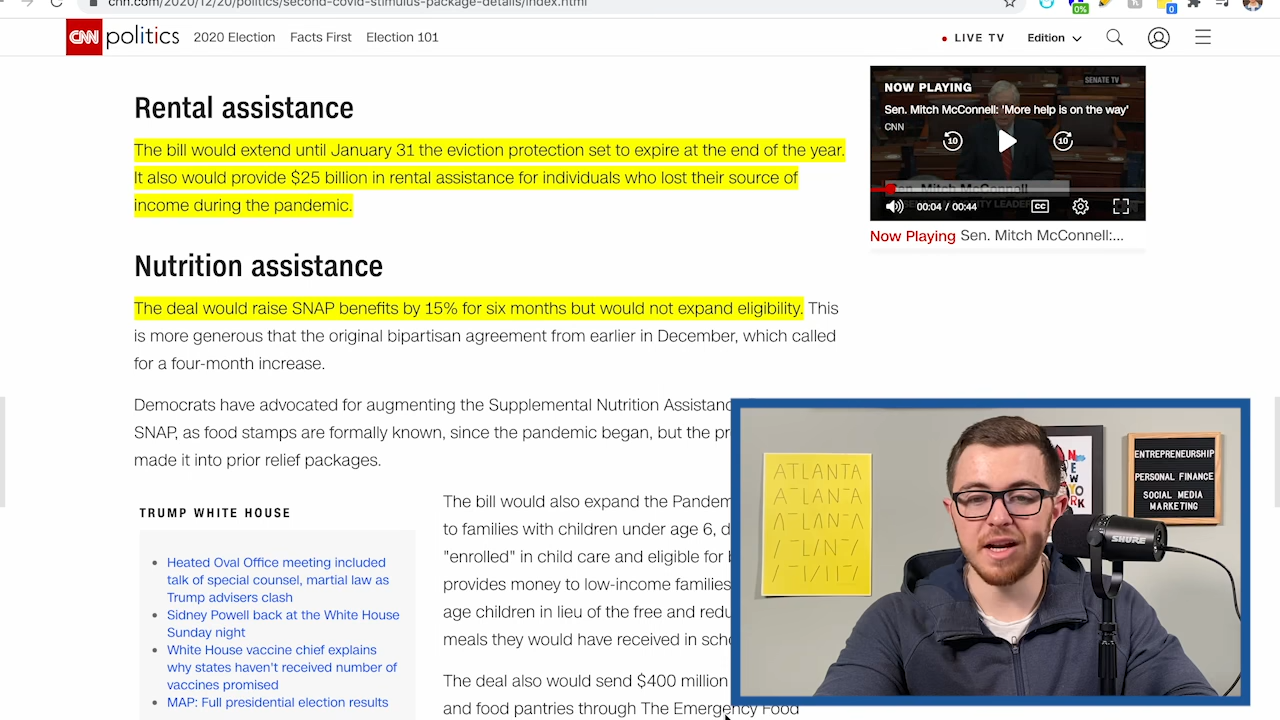 cnn.com/2020/12/20/politics/second-covid-stimulus-package-details/index.html
0%
0
CNN politics 2020 Election Facts First Election 101
LIVE TV Edition
Rental assistance
The bill would extend until January 31 the eviction protection set to expire at the end of the year.
It also would provide $25 billion in rental assistance for individuals who lost their source of
income during the pandemic.
Nutrition assistance
The deal would raise SNAP benefits by 15% for six months but would not expand eligibility. This
is more generous that the original bipartisan agreement from earlier in December, which called
for a four-month increase.
Democrats have advocated for augmenting the Supplemental Nutrition
SNAP, as food stamps are formally known, since the pandemic began, but the
made it into prior relief packages.
TRUMP WHITE HOUSE
Heated Oval Office meeting included
talk of special counsel, martial law as
Trump advisers clash
Sidney Powell back at the White House
Sunday night
White House vaccine chief explains
why states haven't received number of
vaccines promised
MAP: Full presidential election results
The bill would also expand the
to families with children under age 6,
"enrolled" in child care and eligible for
provides money to low-income families
age children in lieu of the free and
meals they would have received in
The deal also would send $400 million
and food pantries through The Emergency Food
SENATE TV
NOW PLAYING
Sen. Mitch McConnell: 'More help is on the way'
CNN
10
10
Sen. Mitch McConnell
00:04 / 00:44
CC
Now Playing Sen. Mitch McConnell:...
ATLANTA
NEW YORK
ENTREPRENEURSHIP
PERSONAL FINANCE
SOCIAL MEDIA
MARKETING
SHURE